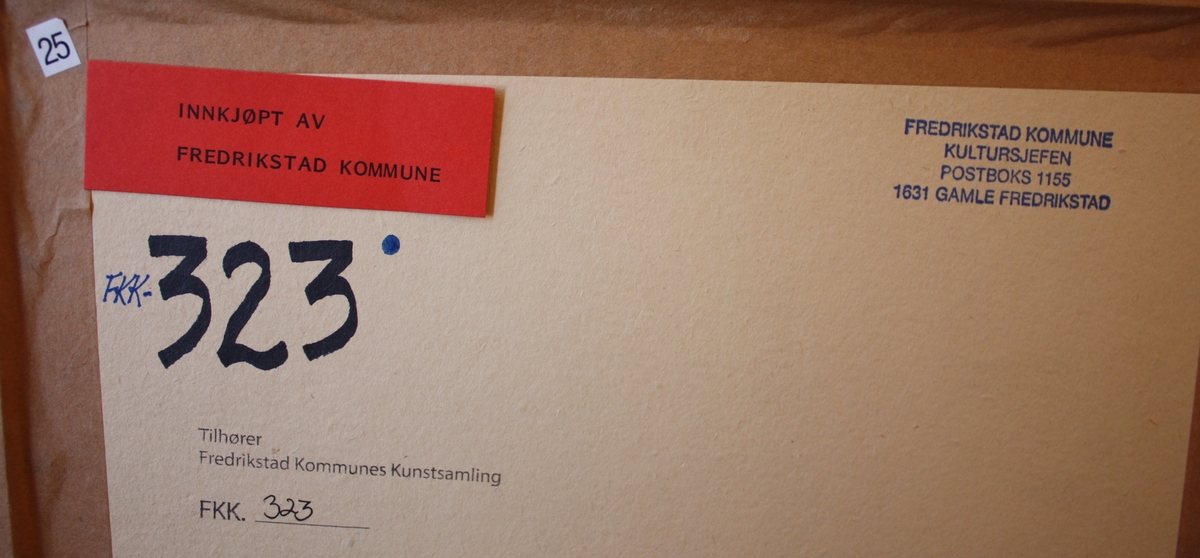 25
INNKJØPT AV
FREDRIKSTAD KOMMUNE
FREDRIKSTAD KOMMUNE
KULTURSJEFEN
POSTBOKS 1155
1631 GAMLE FREDRIKSTAD
FKK-323
Tilhører
Fredrikstad Kommunes Kunstsamling
FKK. 323